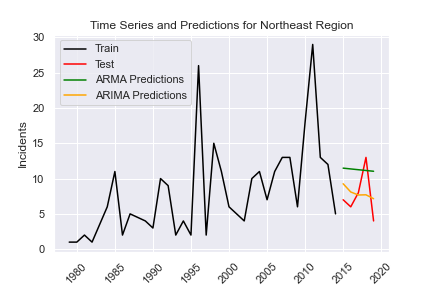 Time Series and Predictions for Northeast Region
30
25
20
15
10
5
0
Incidents
Train
Test
ARMA Predictions
ARIMA Predictions
1980
1985
1990
1995
2000
2005
2010
2015
2020